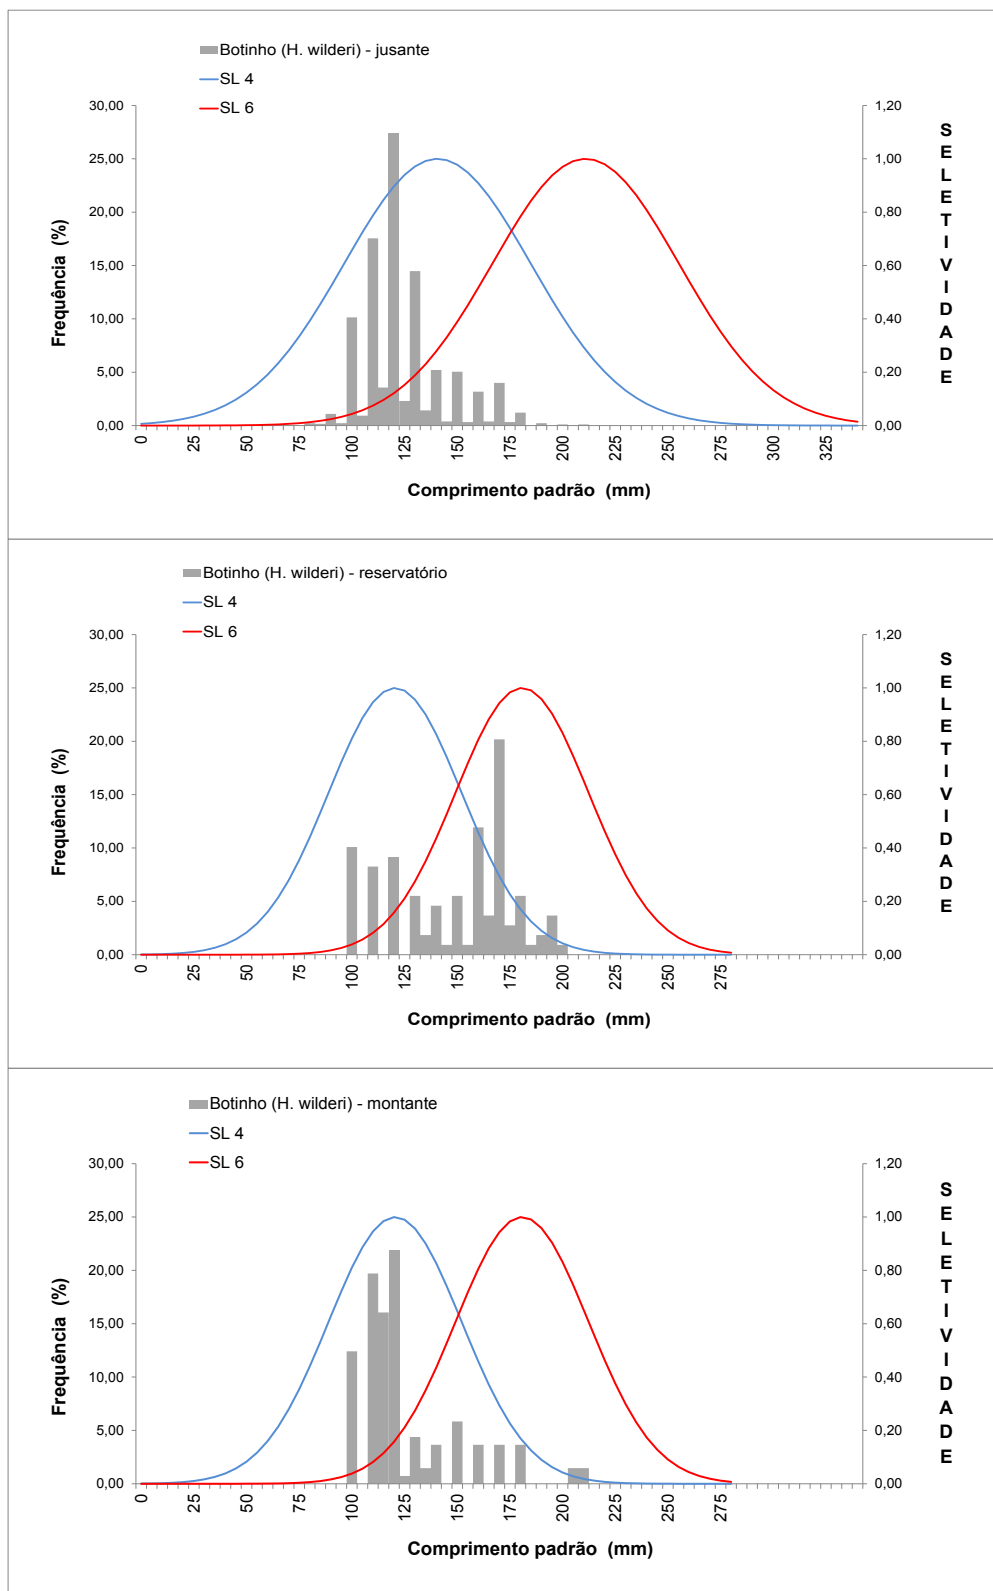 Botinho (H. wilderi) - jusante
SL 4
SL 6
30,00
25,00
20,00
15,00
10,00
5,00
0,00
Frequência (%)
1,20
1,00
0,80
0,60
0,40
0,20
0,00
SELETIVIDADE
0 25 50 75 100 125 150 175 200 225 250 275 300 325
Comprimento padrão (mm)
Botinho (H. wilderi) - reservatório
SL 4
SL 6
30,00
25,00
20,00
15,00
10,00
5,00
0,00
Frequência (%)
1,20
1,00
0,80
0,60
0,40
0,20
0,00
SELETIVIDADE
0 25 50 75 100 125 150 175 200 225 250 275
Comprimento padrão (mm)
Botinho (H. wilderi) - montante
SL 4
SL 6
30,00
25,00
20,00
15,00
10,00
5,00
0,00
Frequência (%)
1,20
1,00
0,80
0,60
0,40
0,20
0,00
SELETIVIDADE
0 25 50 75 100 125 150 175 200 225 250 275
Comprimento padrão (mm)